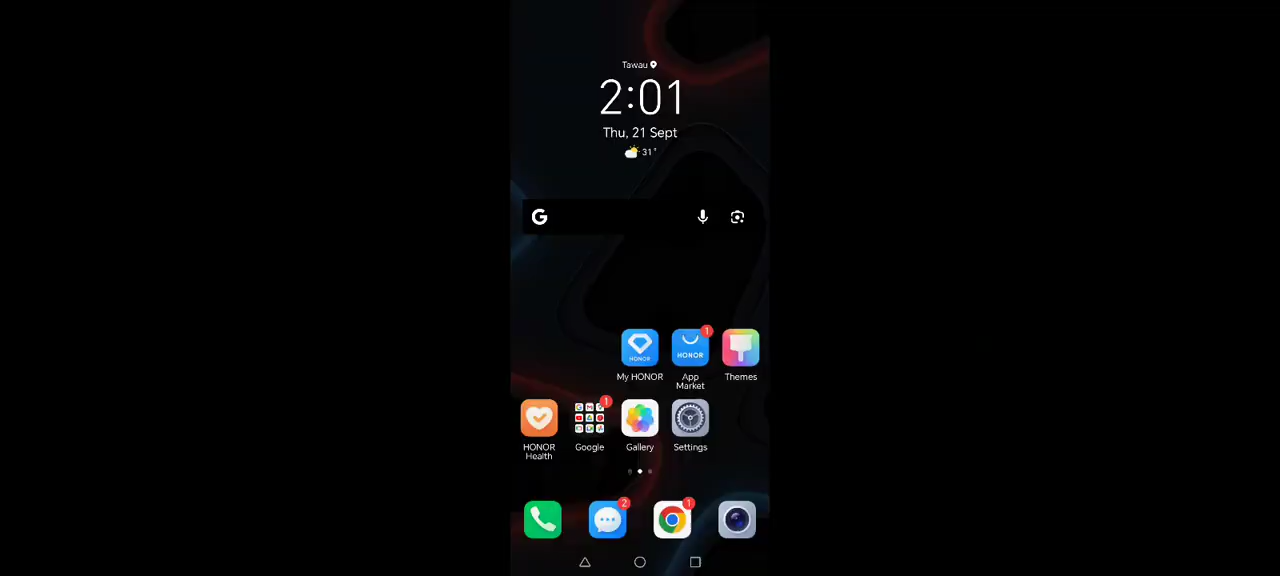 Tawau
2:01
Thu, 21 Sept
31°
G
HONOR
HONOR
1
My HONOR
App
Market
Themes
1
HONOR
Health
Google
Gallery
Settings
2
1